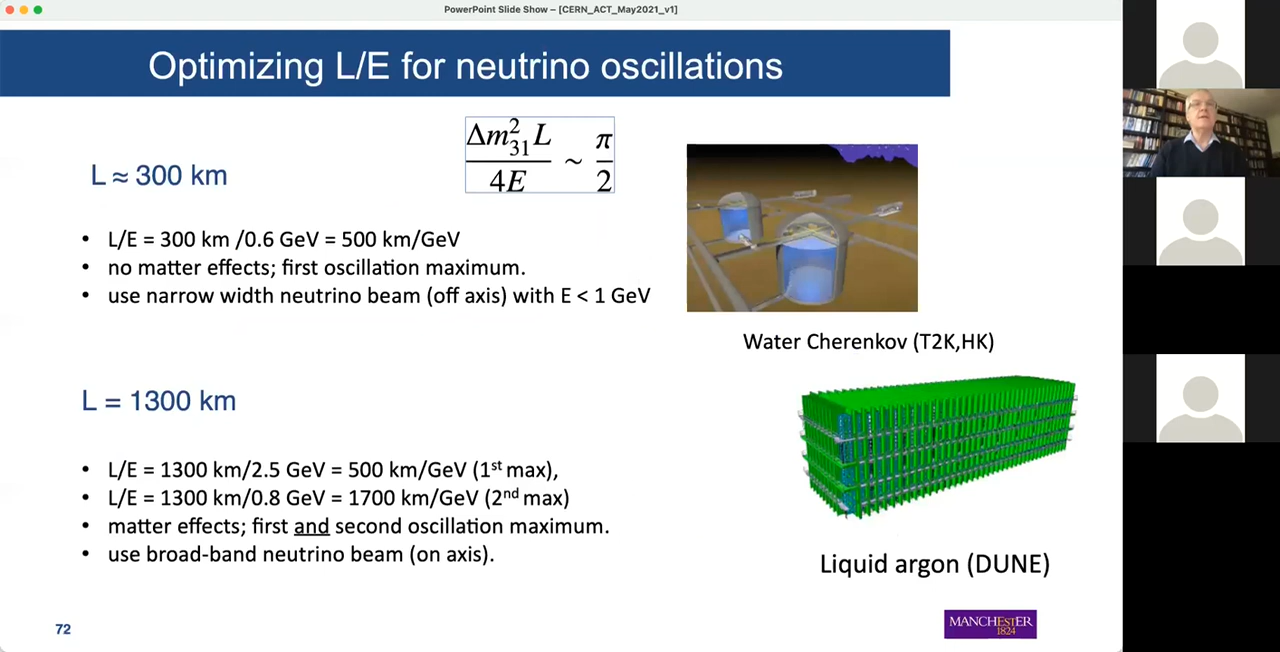 PowerPoint Slide Show – [CERN_ACT_May2021_v1]
Optimizing L/E for neutrino oscillations
Δm²₃₁L / 4E ~ π / 2
L ≈ 300 km
• L/E = 300 km /0.6 GeV = 500 km/GeV
• no matter effects; first oscillation maximum.
• use narrow width neutrino beam (off axis) with E < 1 GeV
Water Cherenkov (T2K,HK)
L = 1300 km
• L/E = 1300 km/2.5 GeV = 500 km/GeV (1st max),
• L/E = 1300 km/0.8 GeV = 1700 km/GeV (2nd max)
• matter effects; first and second oscillation maximum.
• use broad-band neutrino beam (on axis).
Liquid argon (DUNE)
72
MANCHESTER
1824